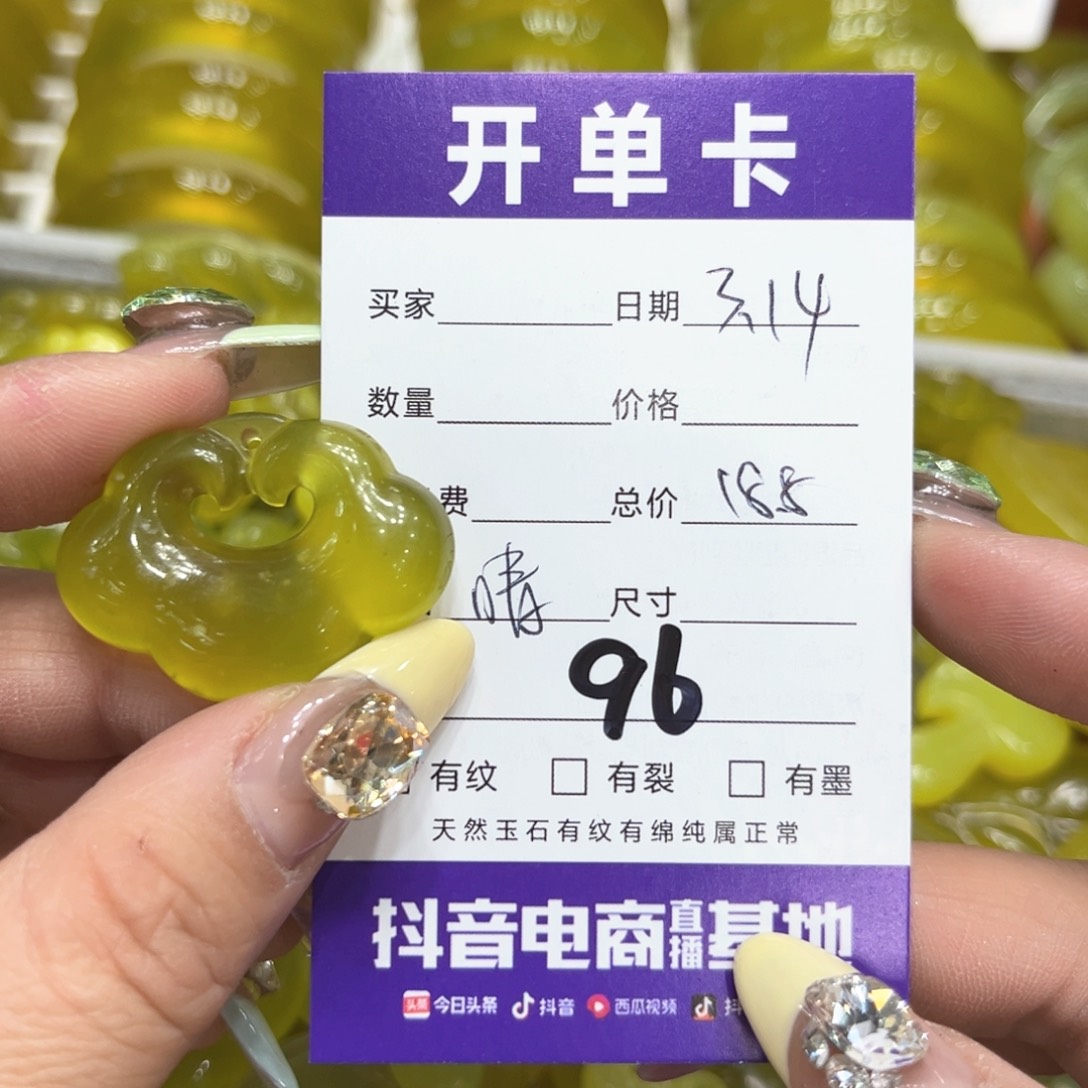 开单卡
买家 日期 3.14
数量 价格
费 总价 188
晴 尺寸
96
有纹 有裂 有墨
天然玉石有纹有绵纯属正常
抖音电商直播基地
头条 今日头条 抖音 西瓜视频 抖